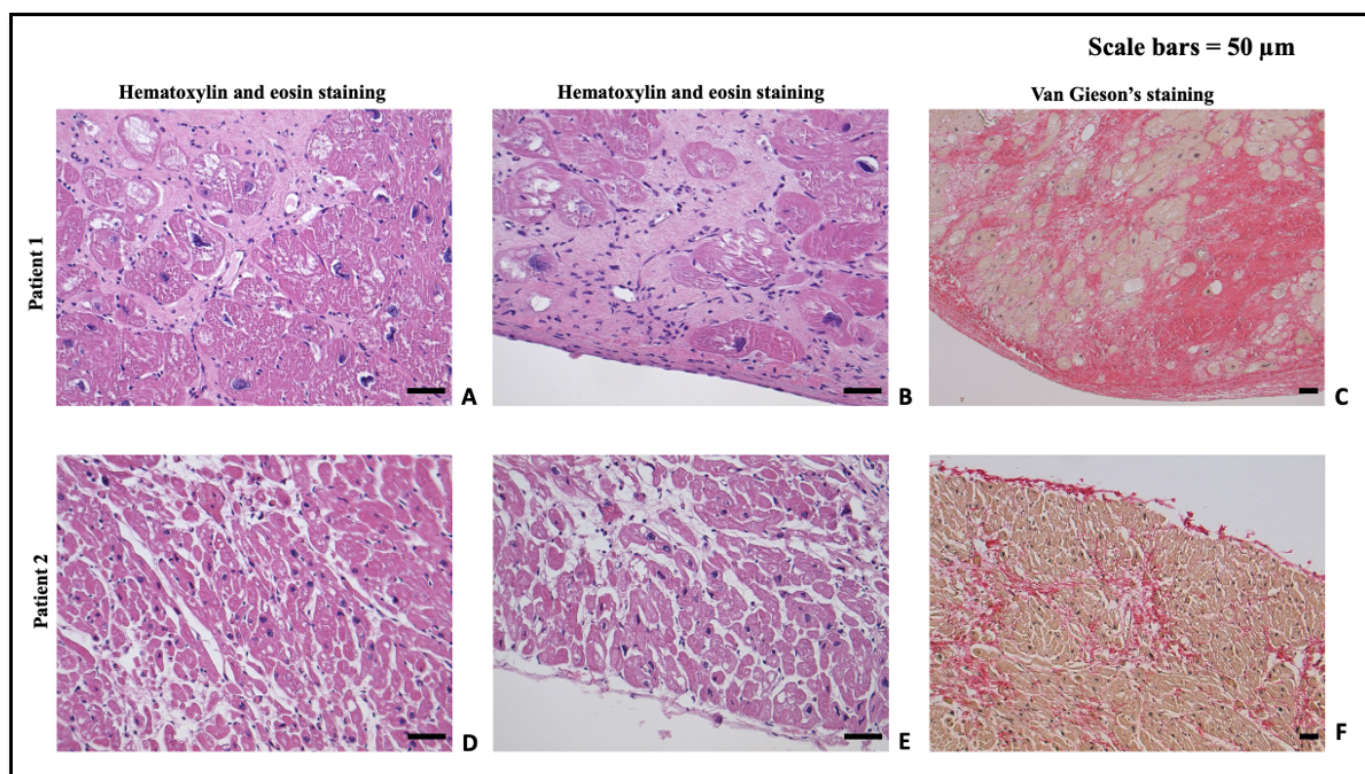 Scale bars = 50 μm
Hematoxylin and eosin staining
Hematoxylin and eosin staining
Van Gieson's staining
Patient 1
A
B
C
Patient 2
D
E
F